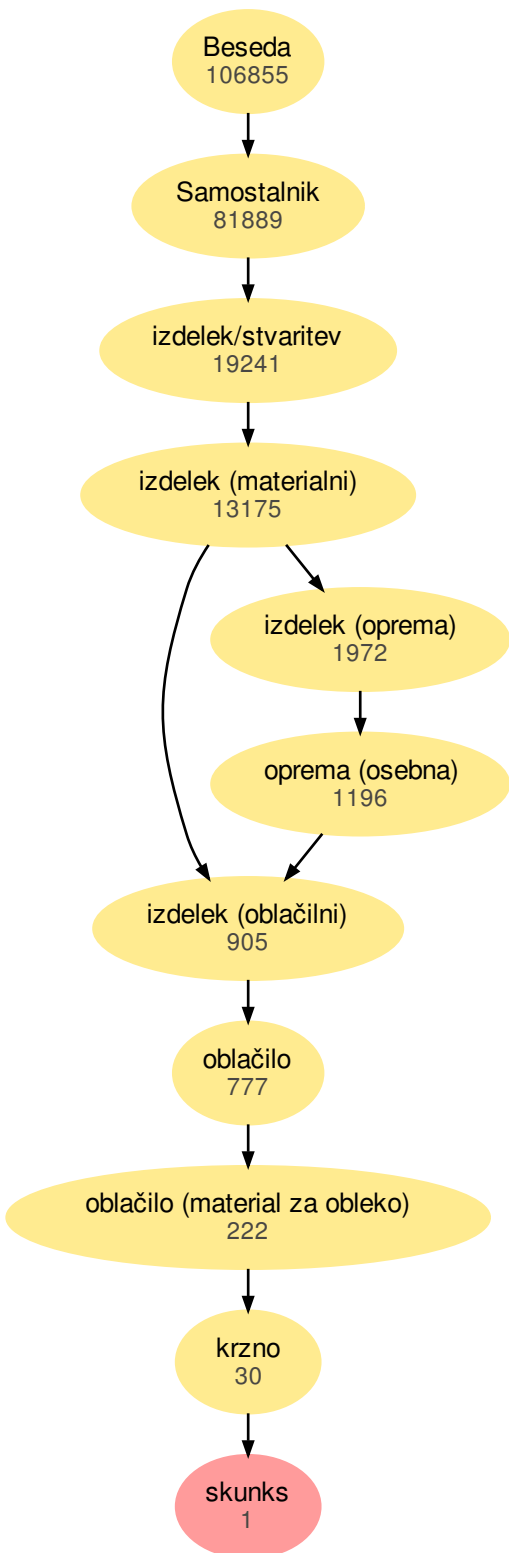 Beseda
106855
Samostalnik
81889
izdelek/stvaritev
19241
izdelek (materialni)
13175
izdelek (oprema)
1972
oprema (osebna)
1196
izdelek (oblačilni)
905
oblačilo
777
oblačilo (material za obleko)
222
krzno
30
skunks
1